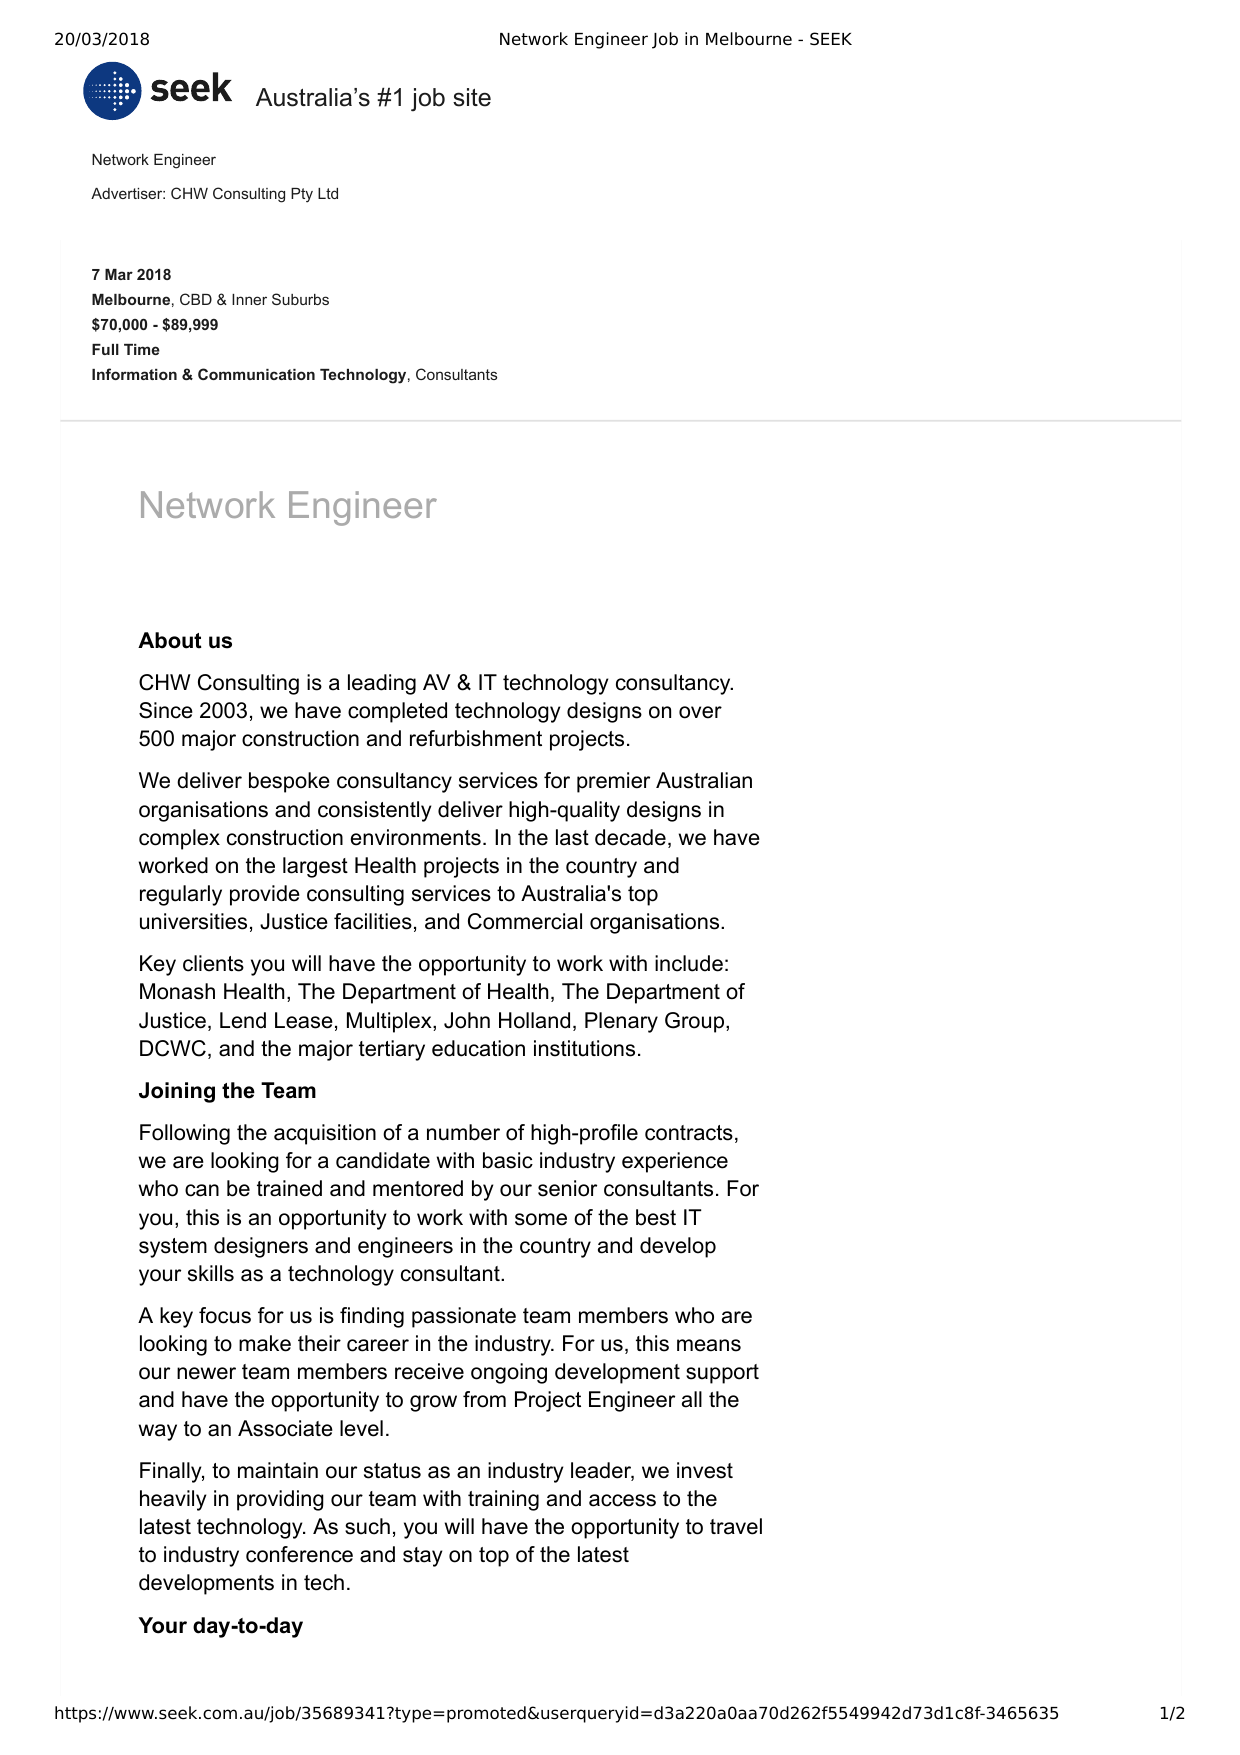 20/03/2018 Network Engineer Job in Melbourne - SEEK
seek Australia’s #1 job site
Network Engineer
Advertiser: CHW Consulting Pty Ltd
7 Mar 2018
Melbourne, CBD & Inner Suburbs
$70,000 - $89,999
Full Time
Information & Communication Technology, Consultants
Network Engineer
About us
CHW Consulting is a leading AV & IT technology consultancy.
Since 2003, we have completed technology designs on over
500 major construction and refurbishment projects.
We deliver bespoke consultancy services for premier Australian
organisations and consistently deliver high-quality designs in
complex construction environments. In the last decade, we have
worked on the largest Health projects in the country and
regularly provide consulting services to Australia's top
universities, Justice facilities, and Commercial organisations.
Key clients you will have the opportunity to work with include:
Monash Health, The Department of Health, The Department of
Justice, Lend Lease, Multiplex, John Holland, Plenary Group,
DCWC, and the major tertiary education institutions.
Joining the Team
Following the acquisition of a number of high-profile contracts,
we are looking for a candidate with basic industry experience
who can be trained and mentored by our senior consultants. For
you, this is an opportunity to work with some of the best IT
system designers and engineers in the country and develop
your skills as a technology consultant.
A key focus for us is finding passionate team members who are
looking to make their career in the industry. For us, this means
our newer team members receive ongoing development support
and have the opportunity to grow from Project Engineer all the
way to an Associate level.
Finally, to maintain our status as an industry leader, we invest
heavily in providing our team with training and access to the
latest technology. As such, you will have the opportunity to travel
to industry conference and stay on top of the latest
developments in tech.
Your day-to-day
https://www.seek.com.au/job/35689341?type=promoted&userqueryid=d3a220a0aa70d262f5549942d73d1c8f-3465635 1/2